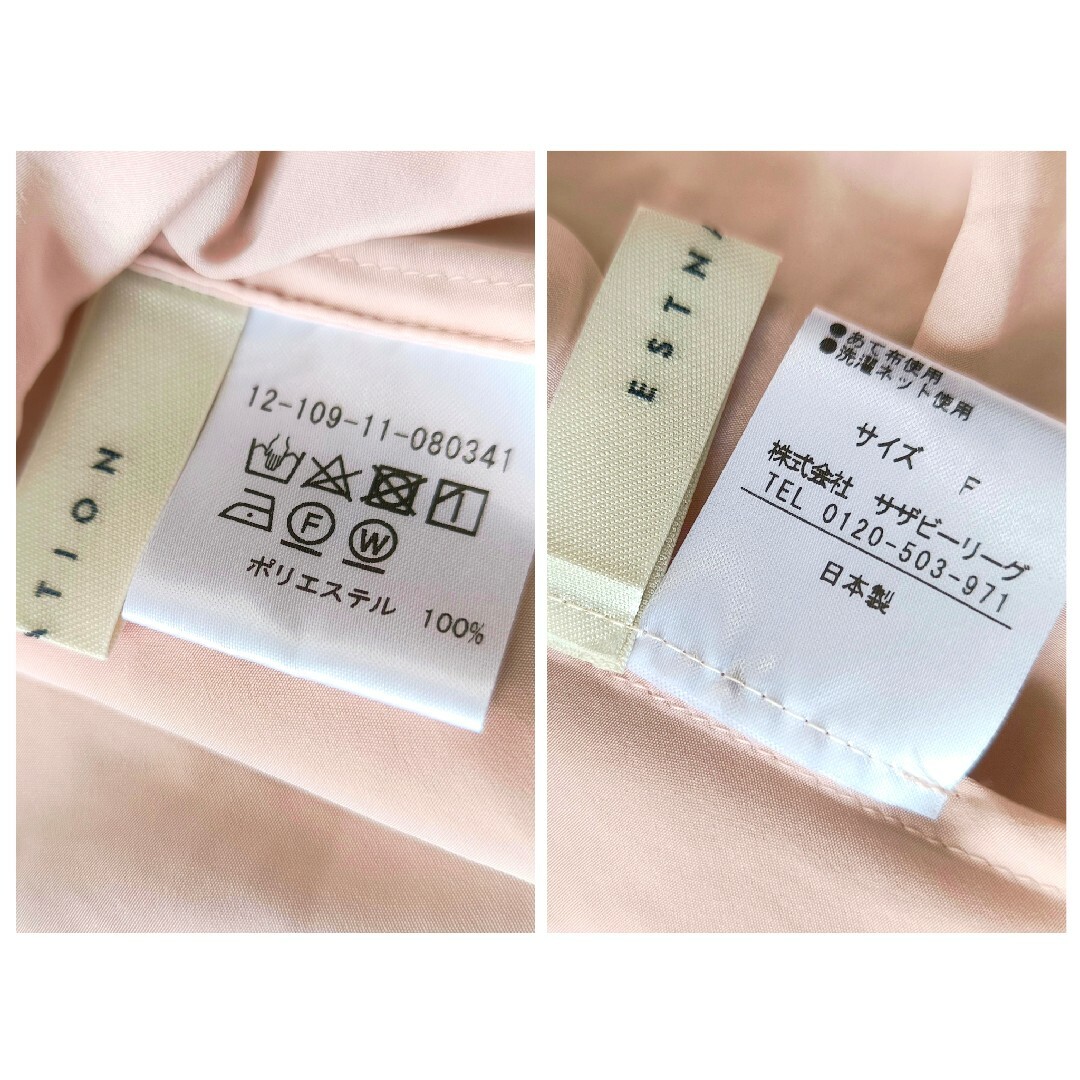 ATION
12-109-11-080341
F W
ポリエステル 100%
ESTNA
●あて布使用
●洗濯ネット使用
サイズ F
株式会社 サザビーリーグ
TEL 0120-503-971
日本製